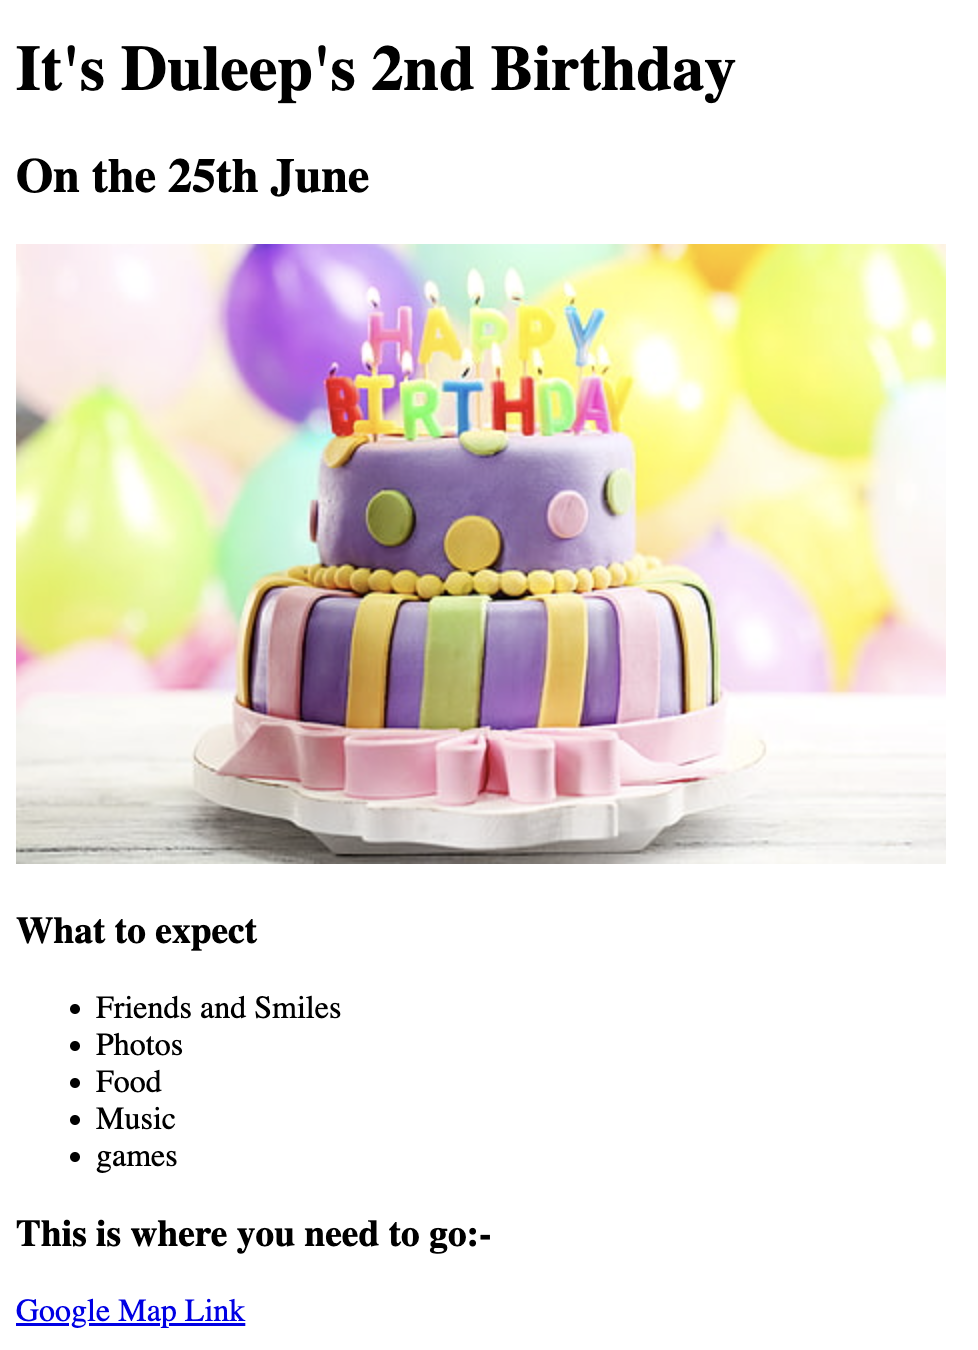 It's Duleep's 2nd Birthday
On the 25th June
HAPPY
BIRTHDAY
What to expect
Friends and Smiles
Photos
Food
Music
games
This is where you need to go:-
Google Map Link